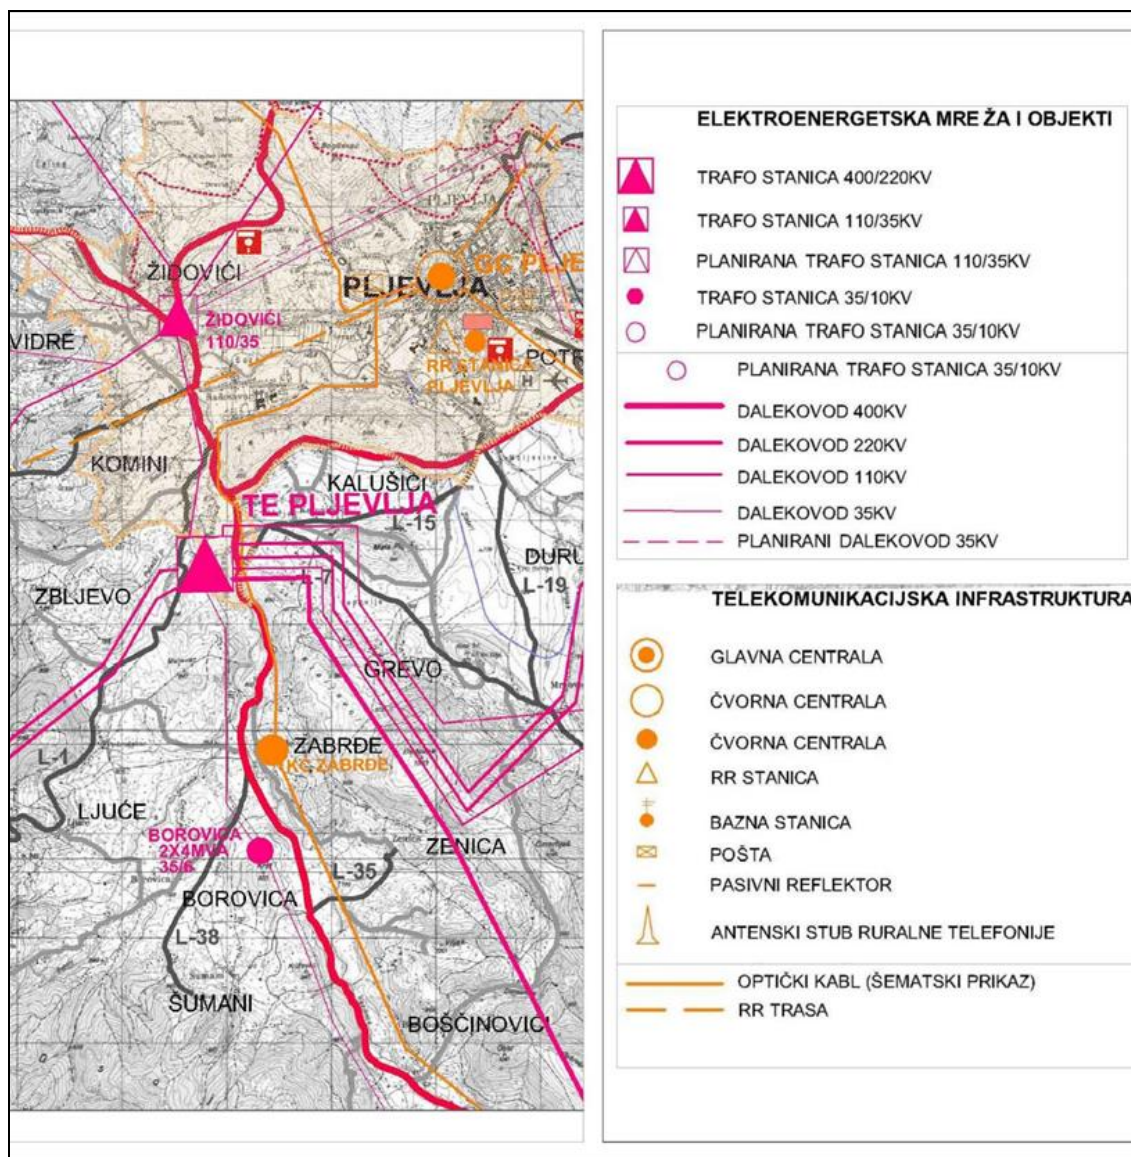 ŽIDOVIĆI
PLJEVLJA
GC PLJE
PLJEVLJA
VIDRE
ŽIDOVIĆI
110/35
RR STANICA
PLJEVLJA
POTR
H
KOMINI
KALUŠIĆI
TE PLJEVLJA
L-15
ĐURU
L-19
L-7
ZBLJEVO
GREVO
L-1
ZABRĐE
KC ZABRĐE
LJUĆE
BOROVICA
2X4MVA
35/6
ZENICA
L-35
BOROVICA
L-38
ŠUMANI
BOŠČINOVIĆI
ELEKTROENERGETSKA MRE ŽA I OBJEKTI
TRAFO STANICA 400/220KV
TRAFO STANICA 110/35KV
PLANIRANA TRAFO STANICA 110/35KV
TRAFO STANICA 35/10KV
PLANIRANA TRAFO STANICA 35/10KV
PLANIRANA TRAFO STANICA 35/10KV
DALEKOVOD 400KV
DALEKOVOD 220KV
DALEKOVOD 110KV
DALEKOVOD 35KV
PLANIRANI DALEKOVOD 35KV
TELEKOMUNIKACIJSKA INFRASTRUKTURA
GLAVNA CENTRALA
ČVORNA CENTRALA
ČVORNA CENTRALA
RR STANICA
BAZNA STANICA
POŠTA
PASIVNI REFLEKTOR
ANTENSKI STUB RURALNE TELEFONIJE
OPTIČKI KABL (ŠEMATSKI PRIKAZ)
RR TRASA